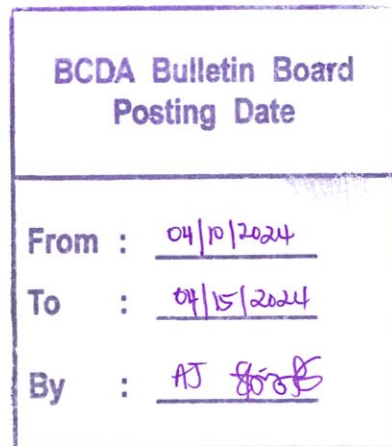 BCDA Bulletin Board
Posting Date
From : 04/10/2024
To : 04/15/2024
By : AJ